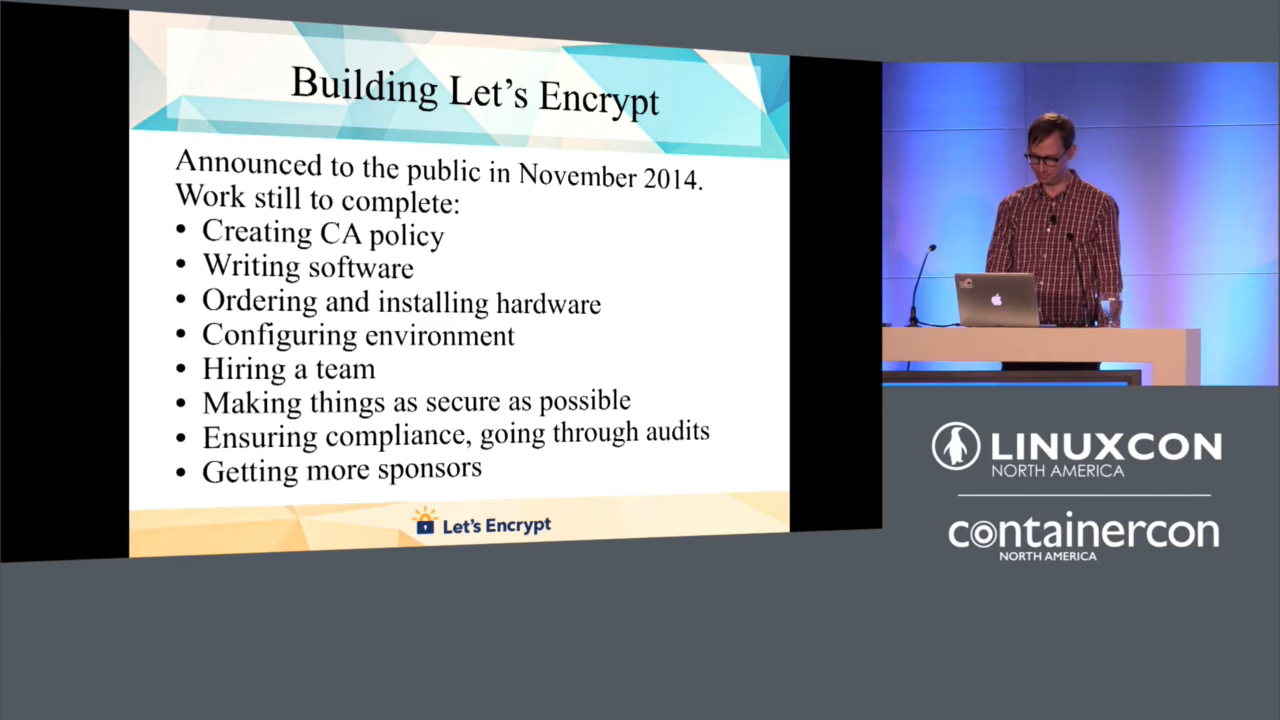 Building Let's Encrypt
Announced to the public in November 2014.
Work still to complete:
• Creating CA policy
• Writing software
• Ordering and installing hardware
• Configuring environment
• Hiring a team
• Making things as secure as possible
• Ensuring compliance, going through audits
• Getting more sponsors
Let's Encrypt
LINUXCON
NORTH AMERICA
containercon
NORTH AMERICA